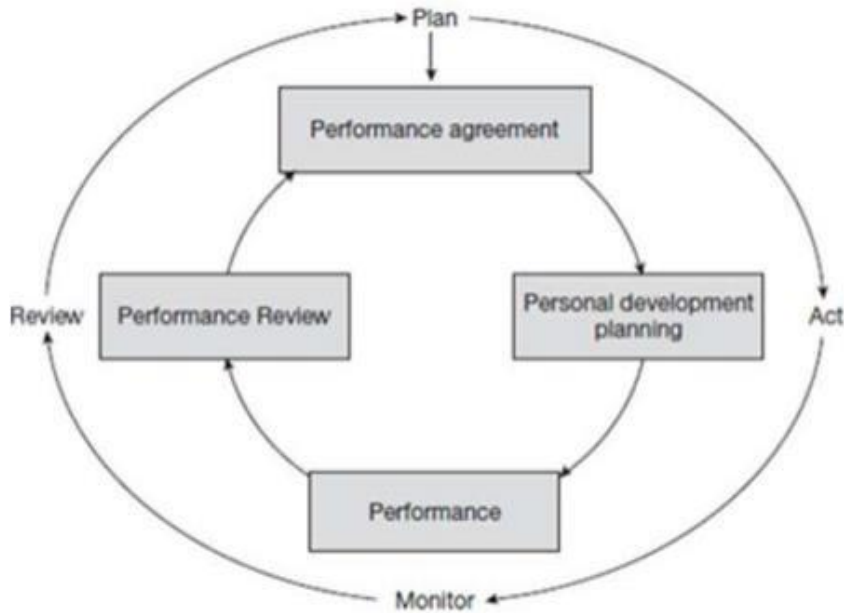 Plan
Performance agreement
Review
Performance Review
Personal development
planning
Act
Performance
Monitor